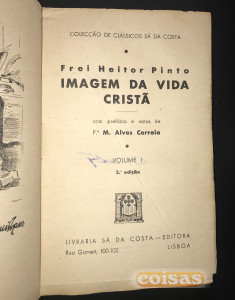 COLECÇÃO DE CLÁSSICOS SÁ DA COSTA
Frei Heitor Pinto
IMAGEM DA VIDA
CRISTÃ
com prefácio e notas de
P.e M. Alves Correia
VOLUME I
2.ª edição
LIVRARIA SÁ DA COSTA — EDITORA
Rua Garrett, 100-102 LISBOA
coisas